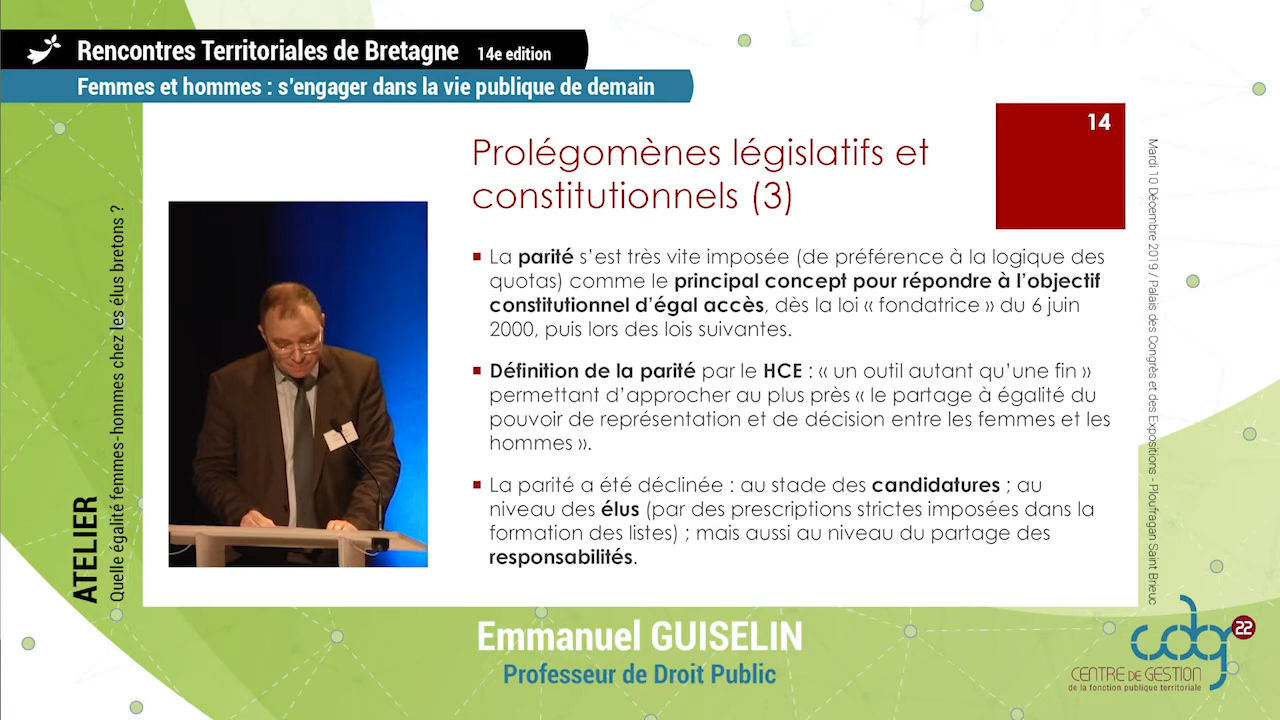 Rencontres Territoriales de Bretagne 14e edition
Femmes et hommes : s'engager dans la vie publique de demain
ATELIER
Quelle égalité femmes-hommes chez les élus bretons ?
14
Prolégomènes législatifs et
constitutionnels (3)
La parité s'est très vite imposée (de préférence à la logique des
quotas) comme le principal concept pour répondre à l'objectif
constitutionnel d'égal accès, dès la loi « fondatrice » du 6 juin
2000, puis lors des lois suivantes.
Définition de la parité par le HCE : « un outil autant qu'une fin »
permettant d'approcher au plus près « le partage à égalité du
pouvoir de représentation et de décision entre les femmes et les
hommes ».
La parité a été déclinée : au stade des candidatures ; au
niveau des élus (par des prescriptions strictes imposées dans la
formation des listes) ; mais aussi au niveau du partage des
responsabilités.
Mardi 10 Décembre 2019 / Palais des Congrès et des Expositions - Ploufragan Saint Brieuc
Emmanuel GUISELIN
Professeur de Droit Public
cdg 22
CENTRE DE GESTION
de la fonction publique territoriale